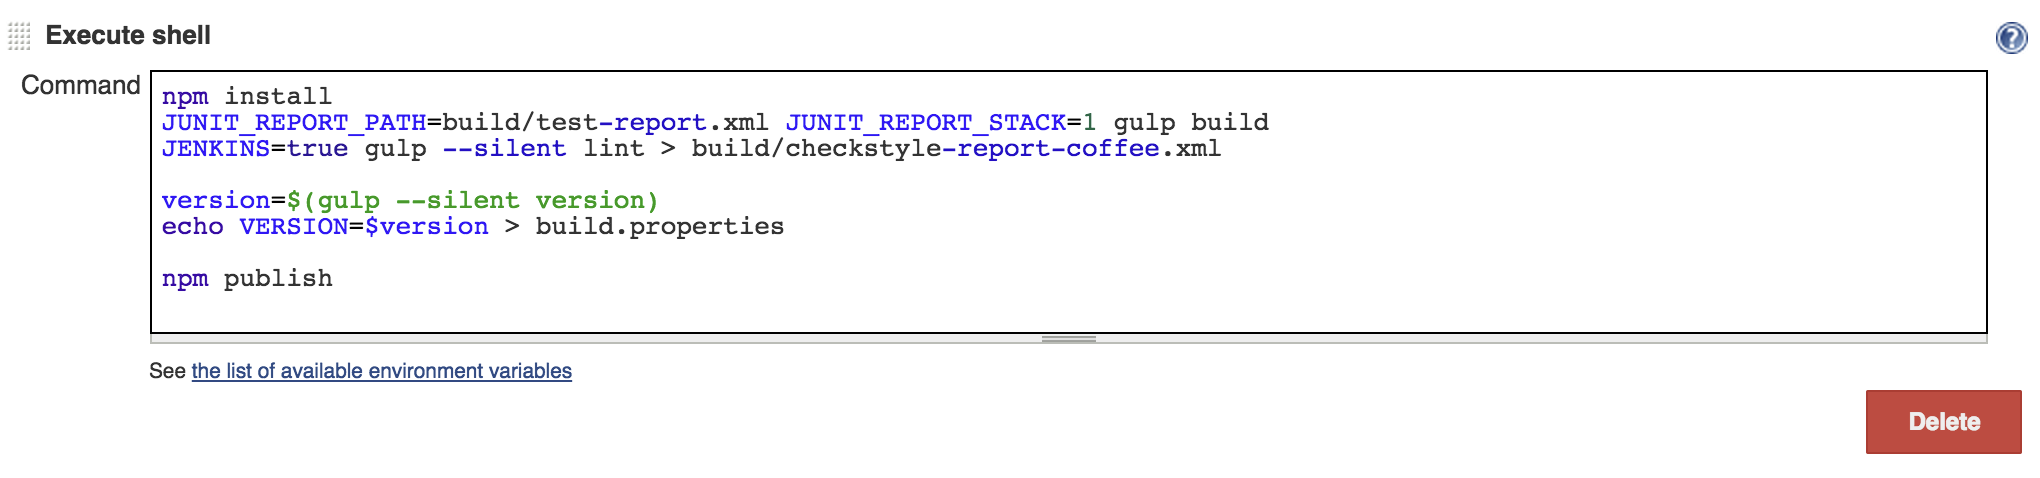 Execute shell
?
Command
npm install
JUNIT_REPORT_PATH=build/test-report.xml JUNIT_REPORT_STACK=1 gulp build
JENKINS=true gulp --silent lint > build/checkstyle-report-coffee.xml
version=$(gulp --silent version)
echo VERSION=$version > build.properties
npm publish
See the list of available environment variables
Delete